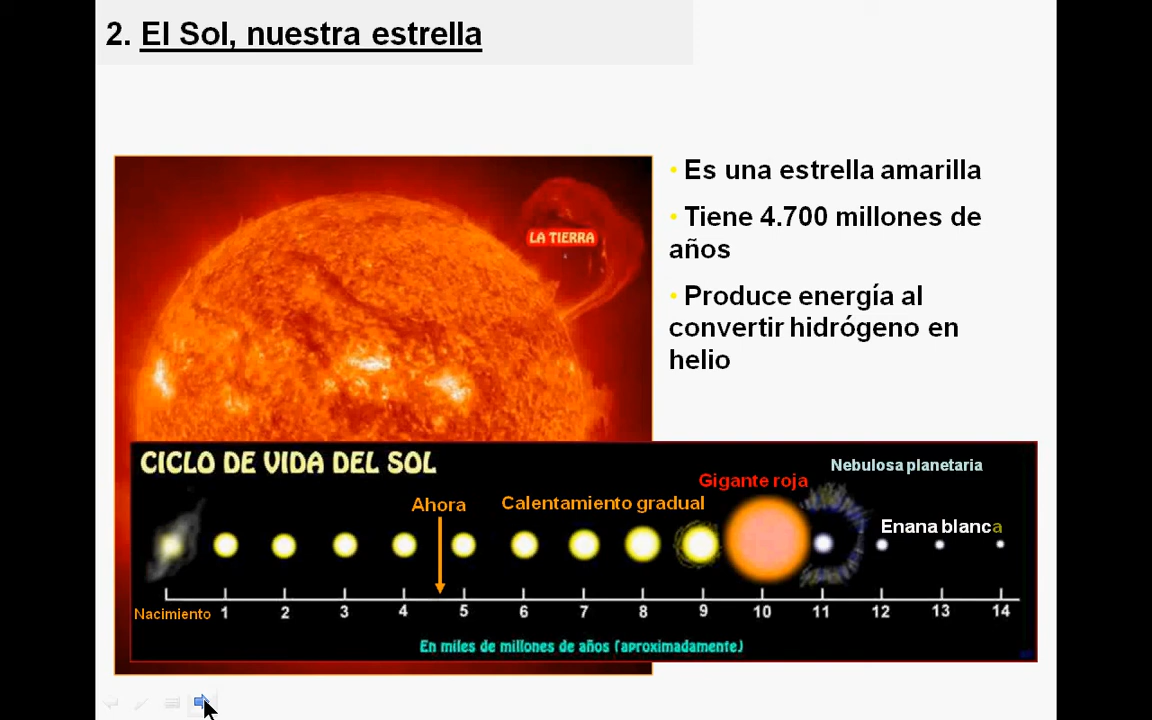 2. El Sol, nuestra estrella
• Es una estrella amarilla
• Tiene 4.700 millones de
años
• Produce energía al
convertir hidrógeno en
helio
LA TIERRA
CICLO DE VIDA DEL SOL
Nebulosa planetaria
Gigante roja
Ahora
Calentamiento gradual
Enana blanca
Nacimiento 1 2 3 4 5 6 7 8 9 10 11 12 13 14
En miles de millones de años (aproximadamente)